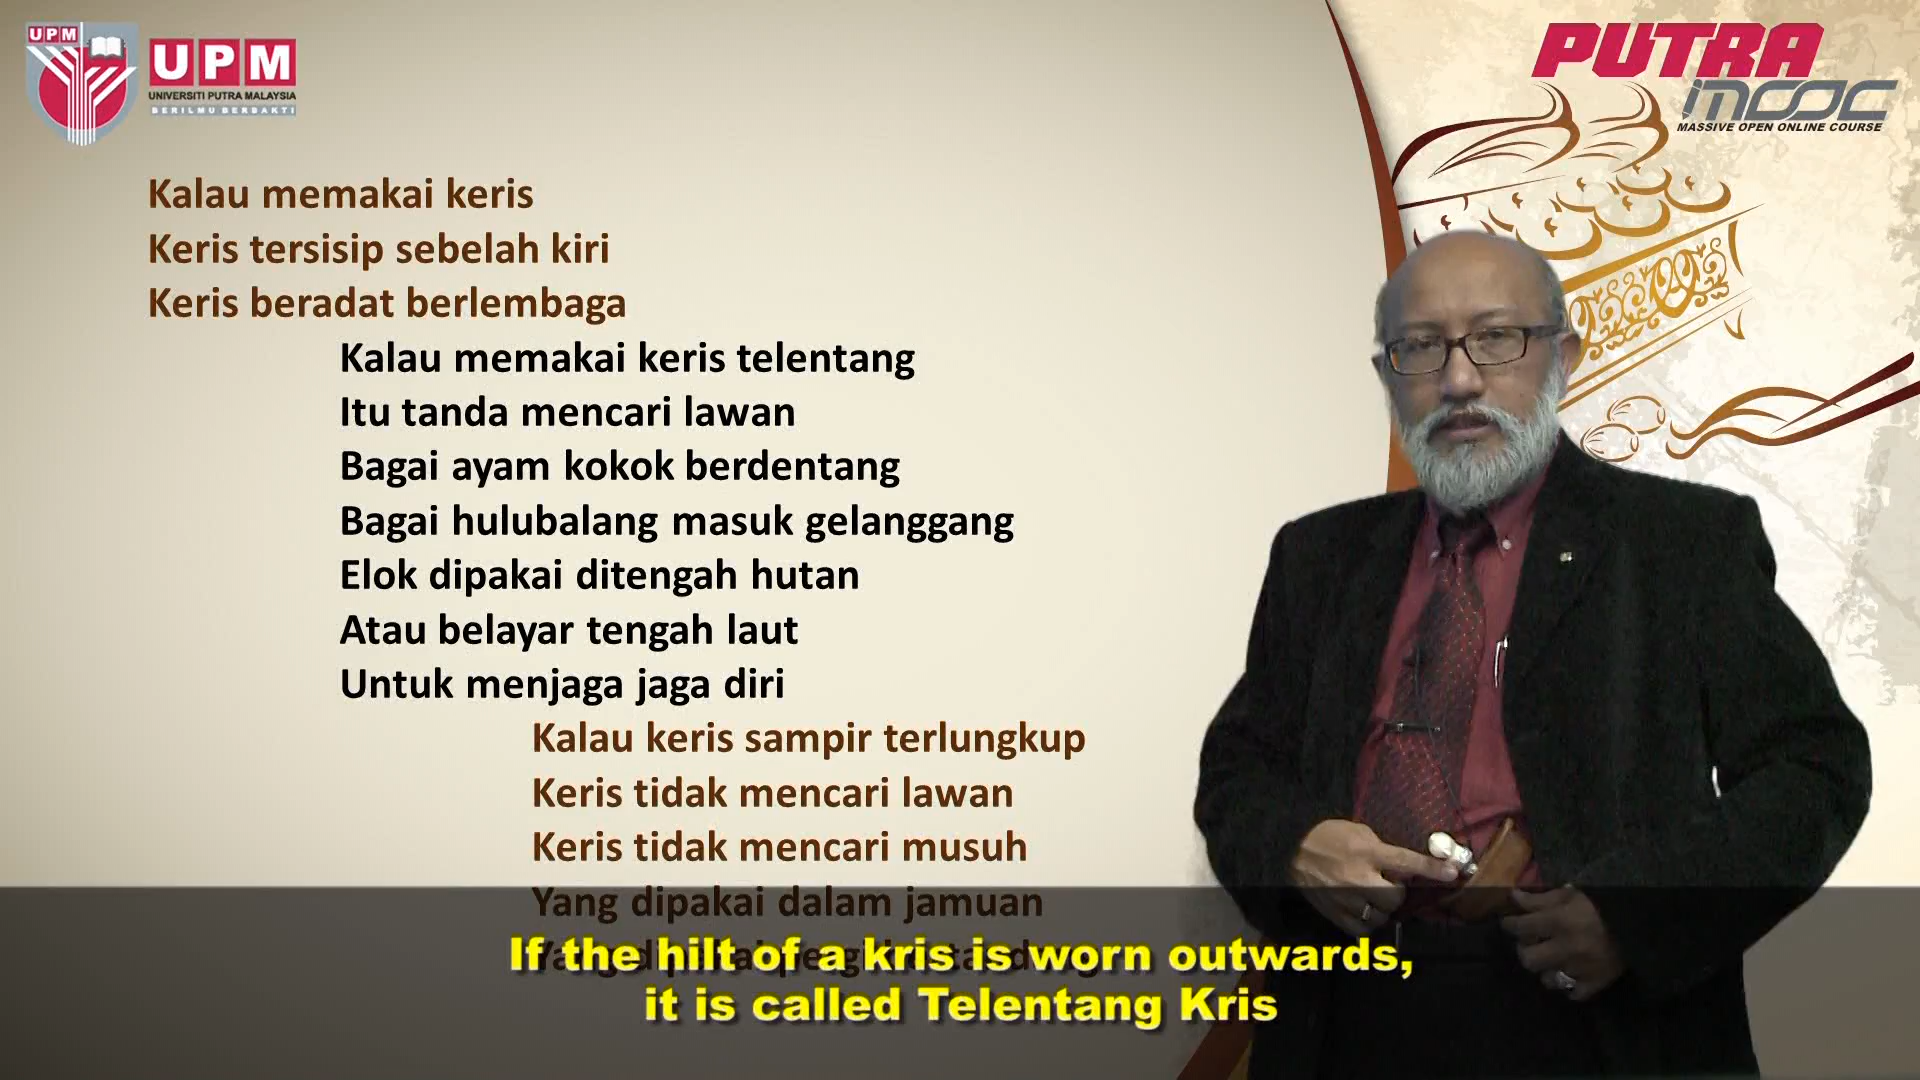 UPM
UPM
UNIVERSITI PUTRA MALAYSIA
BERILMU BERBAKTI
PUTRA
mooc
MASSIVE OPEN ONLINE COURSE
Kalau memakai keris
Keris tersisip sebelah kiri
Keris beradat berlembaga
Kalau memakai keris telentang
Itu tanda mencari lawan
Bagai ayam kokok berdentang
Bagai hulubalang masuk gelanggang
Elok dipakai ditengah hutan
Atau belayar tengah laut
Untuk menjaga jaga diri
Kalau keris sampir terlungkup
Keris tidak mencari lawan
Keris tidak mencari musuh
Yang dipakai dalam jamuan
If the hilt of a kris is worn outwards,
it is called Telentang Kris